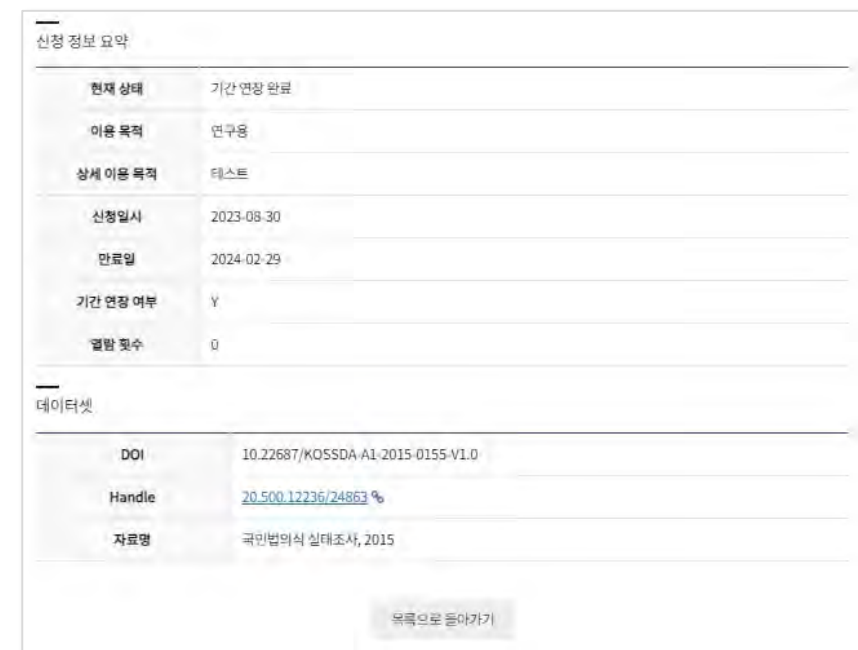 신청 정보 요약
현재 상태 기간 연장 완료
이용 목적 연구용
상세 이용 목적 테스트
신청일시 2023-08-30
만료일 2024-02-29
기간 연장 여부 Y
열람 횟수 0
데이터셋
DOI 10.22687/KOSSDA-A1-2015-0155-V1.0
Handle 20.500.12236/24863
자료명 국민법의식 실태조사, 2015
목록으로 돌아가기